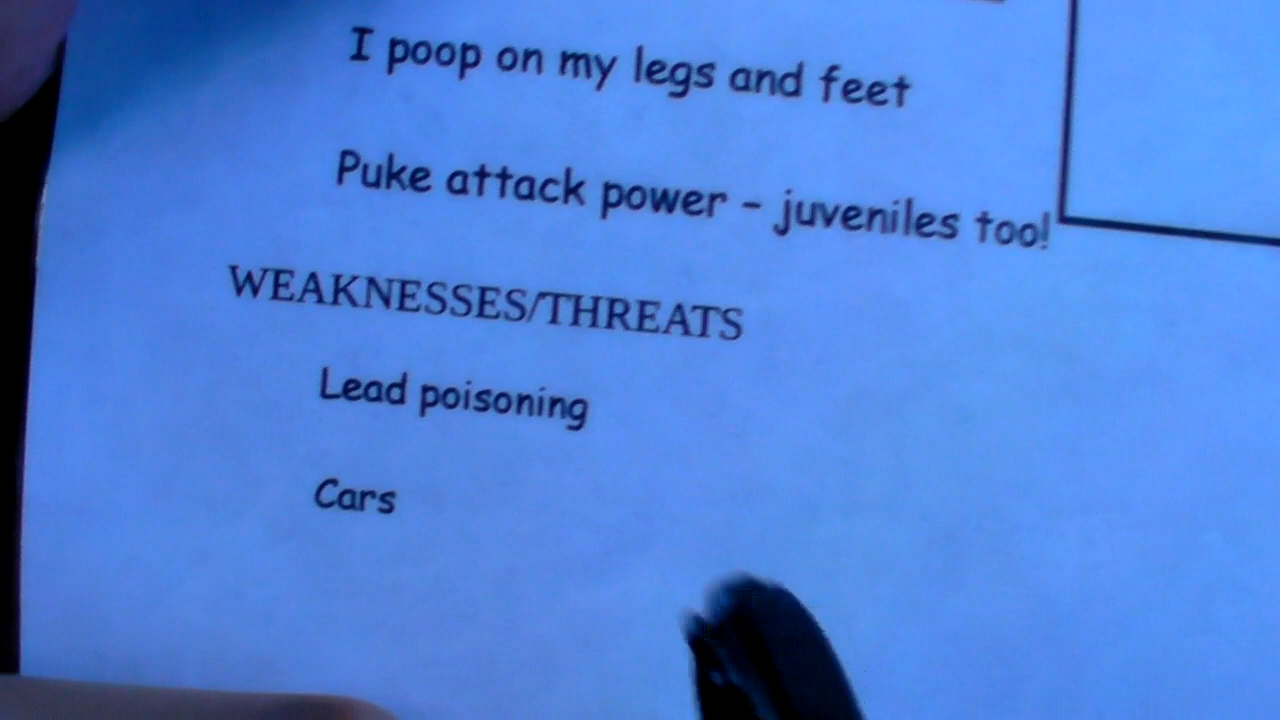 I poop on my legs and feet
Puke attack power - juveniles too!
WEAKNESSES/THREATS
Lead poisoning
Cars